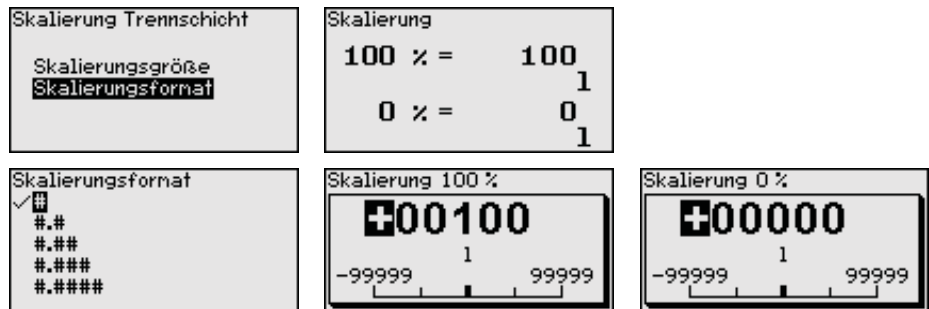 Skalierung Trennschicht
Skalierungsgröße
Skalierungsformat
Skalierung
100 % = 100
l
0 % = 0
l
Skalierungsformat
✓#
#.#
#.##
#.###
#.####
Skalierung 100 %
+00100
l
-99999 99999
Skalierung 0 %
+00000
l
-99999 99999